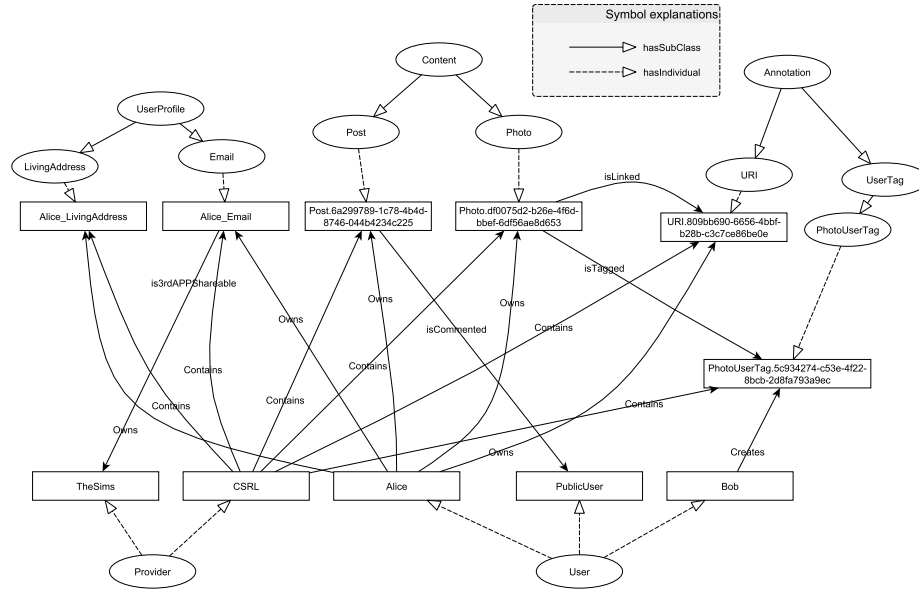 Symbol explanations
hasSubClass
hasIndividual
Content
Annotation
UserProfile
Post
Photo
LivingAddress
Email
URI
UserTag
Alice_LivingAddress
Alice_Email
Post.6a299789-1c78-4b4d-
8746-044b4234c225
Photo.df0075d2-b26e-4f6d-
bbef-6df56ae8d653
isLinked
URI.809bb690-6656-4bbf-
b28b-c3c7ce86be0e
PhotoUserTag
isTagged
is3rdAPPShareable
Owns
Owns
Owns
isCommented
Contains
Contains
Contains
PhotoUserTag.5c934274-c53e-4f22-
8bcb-2d8fa793a9ec
Contains
Contains
Contains
Owns
Owns
Creates
TheSims
CSRL
Alice
PublicUser
Bob
Provider
User